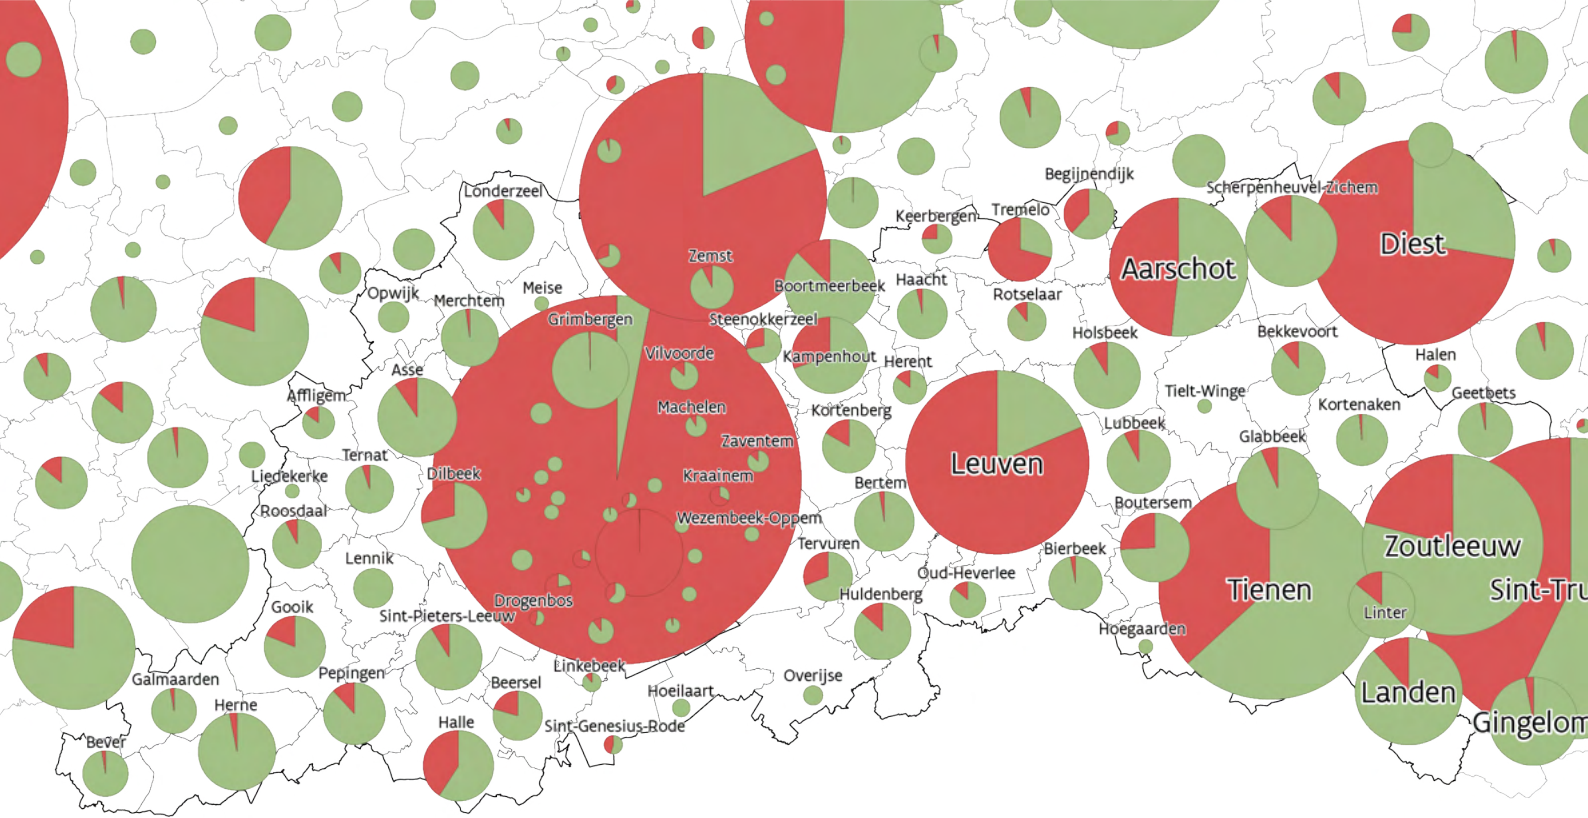 Begijnendijk
Londerzeel
Scherpenheuvel-Zichem
Keerbergen
Tremelo
Diest
Zemst
Aarschot
Boortmeerbeek
Haacht
Meise
Opwijk
Merchtem
Rotselaar
Grimbergen
Steenokkerzeel
Holsbeek
Bekkevoort
Vilvoorde
Kampenhout
Halen
Herent
Asse
Tielt-Winge
Geetbets
Affligem
Machelen
Kortenaken
Kortenberg
Lubbeek
Glabbeek
Zaventem
Ternat
Leuven
Dilbeek
Liedekerke
Kraainem
Bertem
Boutersem
Roosdaal
Wezembeek-Oppem
Tervuren
Bierbeek
Zoutleeuw
Lennik
Oud-Heverlee
Tienen
Sint-Tru
Huldenberg
Drogenbos
Gooik
Sint-Pieters-Leeuw
Linter
Hoegaarden
Linkebeek
Pepingen
Overijse
Galmaarden
Beersel
Hoeilaart
Landen
Herne
Halle
Sint-Genesius-Rode
Gingelom
Bever